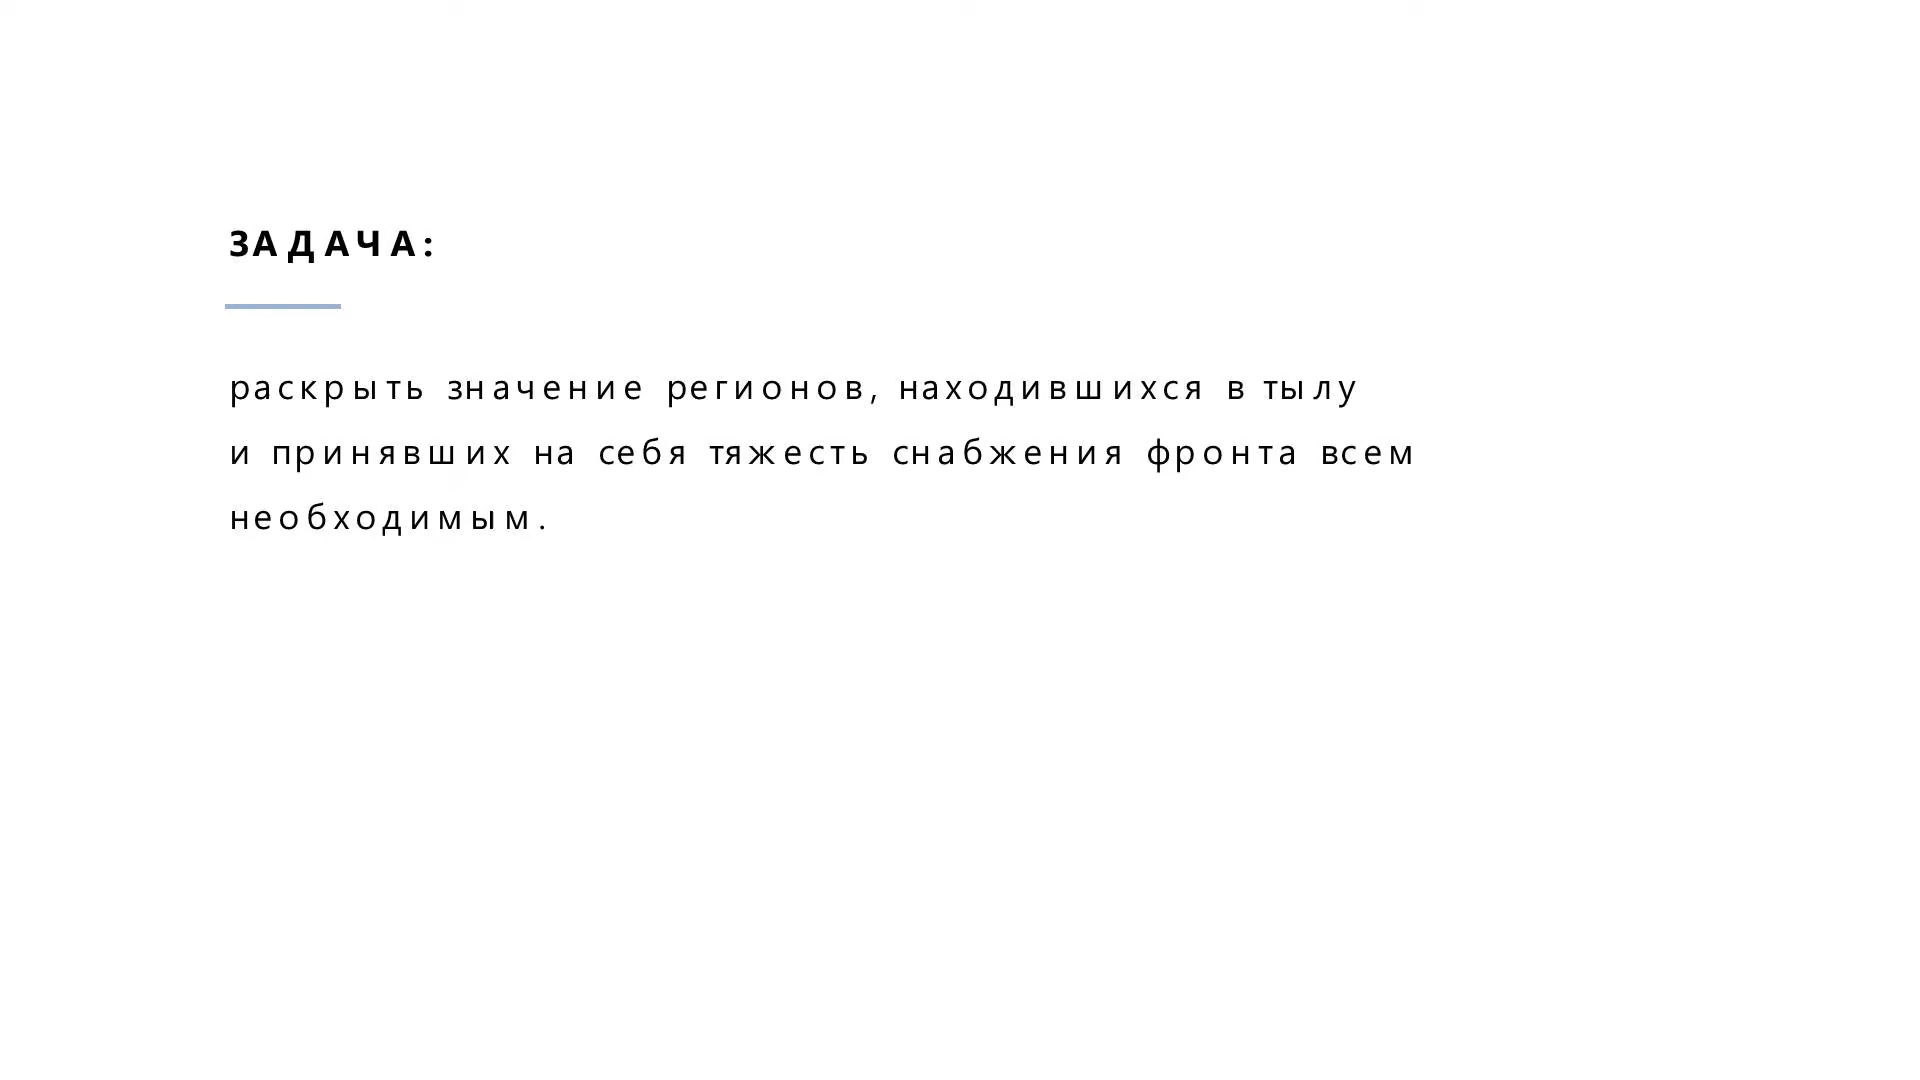 ЗАДАЧА:
раскрыть значение регионов, находившихся в тылу
и принявших на себя тяжесть снабжения фронта всем
необходимым.